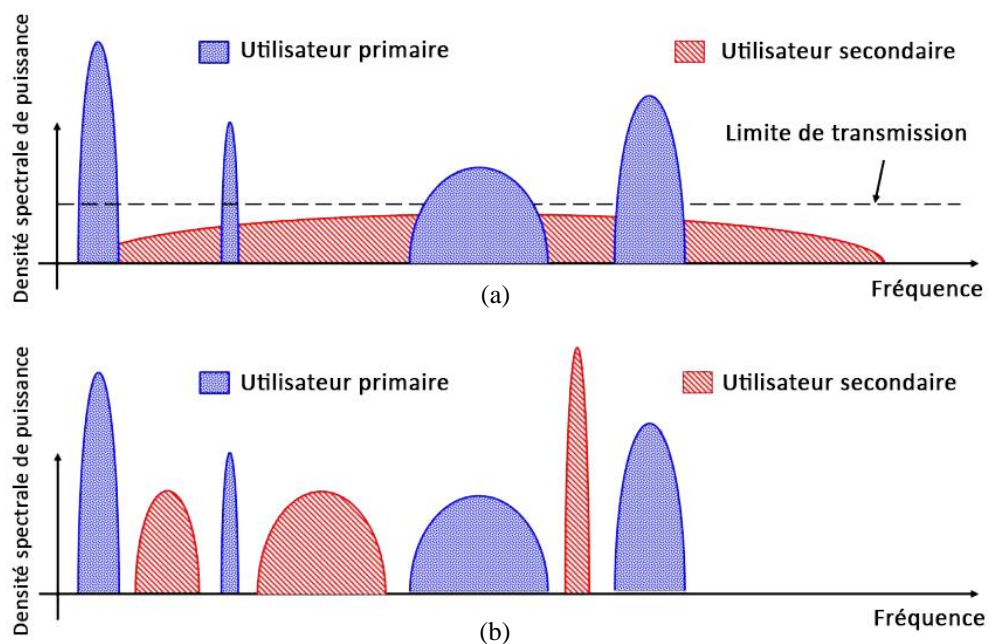 Densité spectrale de puissance
Utilisateur primaire
Utilisateur secondaire
Limite de transmission
Fréquence
(a)
Densité spectrale de puissance
Utilisateur primaire
Utilisateur secondaire
Fréquence
(b)